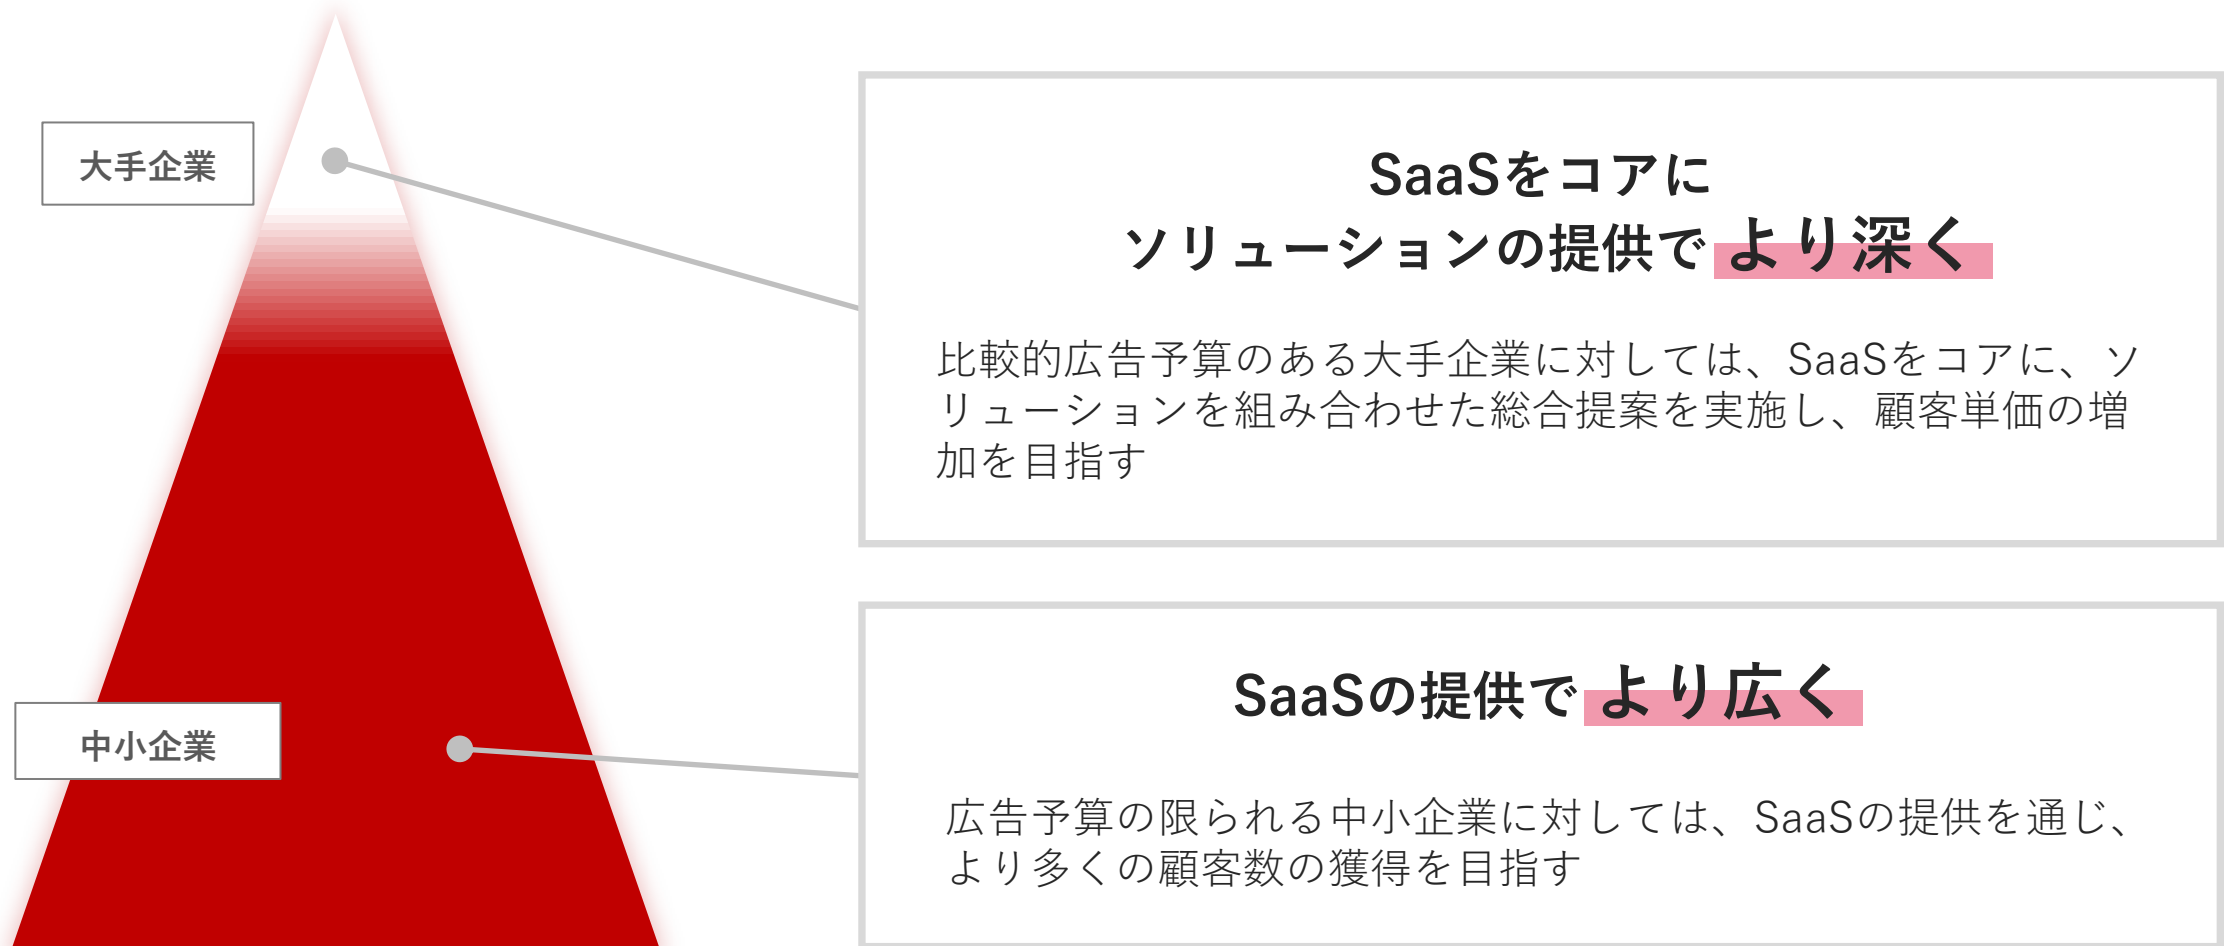 大手企業
SaaSをコアに
ソリューションの提供で より深く
比較的広告予算のある大手企業に対しては、SaaSをコアに、ソ
リューションを組み合わせた総合提案を実施し、顧客単価の増
加を目指す
中小企業
SaaSの提供で より広く
広告予算の限られる中小企業に対しては、SaaSの提供を通じ、
より多くの顧客数の獲得を目指す